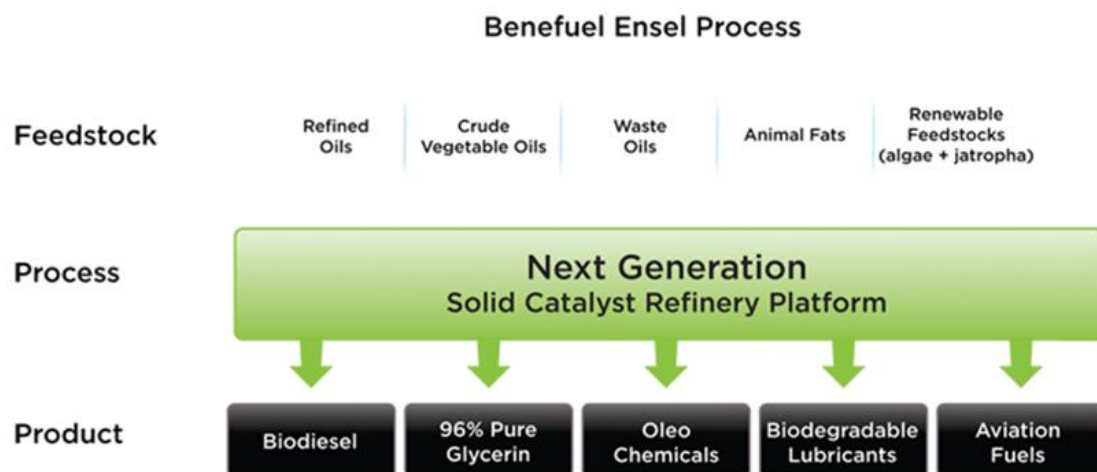 Benefuel Ensel Process
Feedstock
Refined
Oils
Crude
Vegetable Oils
Waste
Oils
Animal Fats
Renewable
Feedstocks
(algae + jatropha)
Process
Next Generation
Solid Catalyst Refinery Platform
Product
Biodiesel
96% Pure
Glycerin
Oleo
Chemicals
Biodegradable
Lubricants
Aviation
Fuels